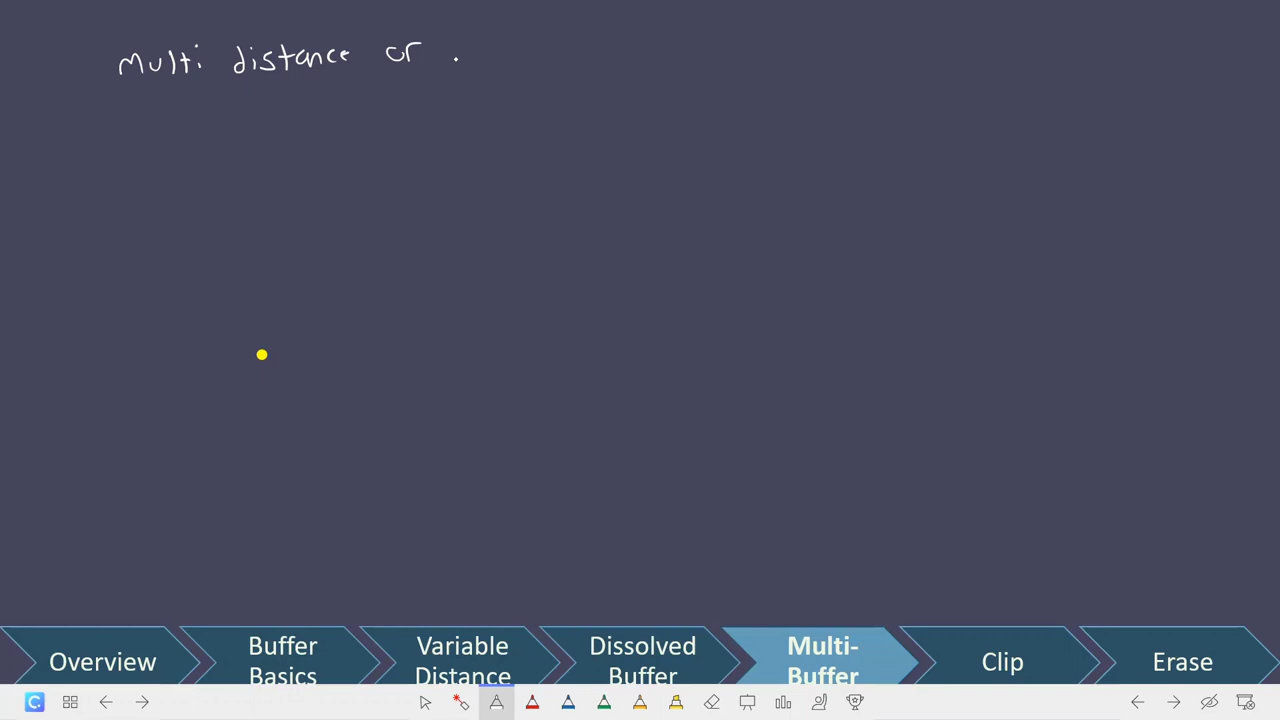 multi distance or
Overview
Buffer
Basics
Variable
Distance
Dissolved
Buffer
Multi-
Buffer
Clip
Erase